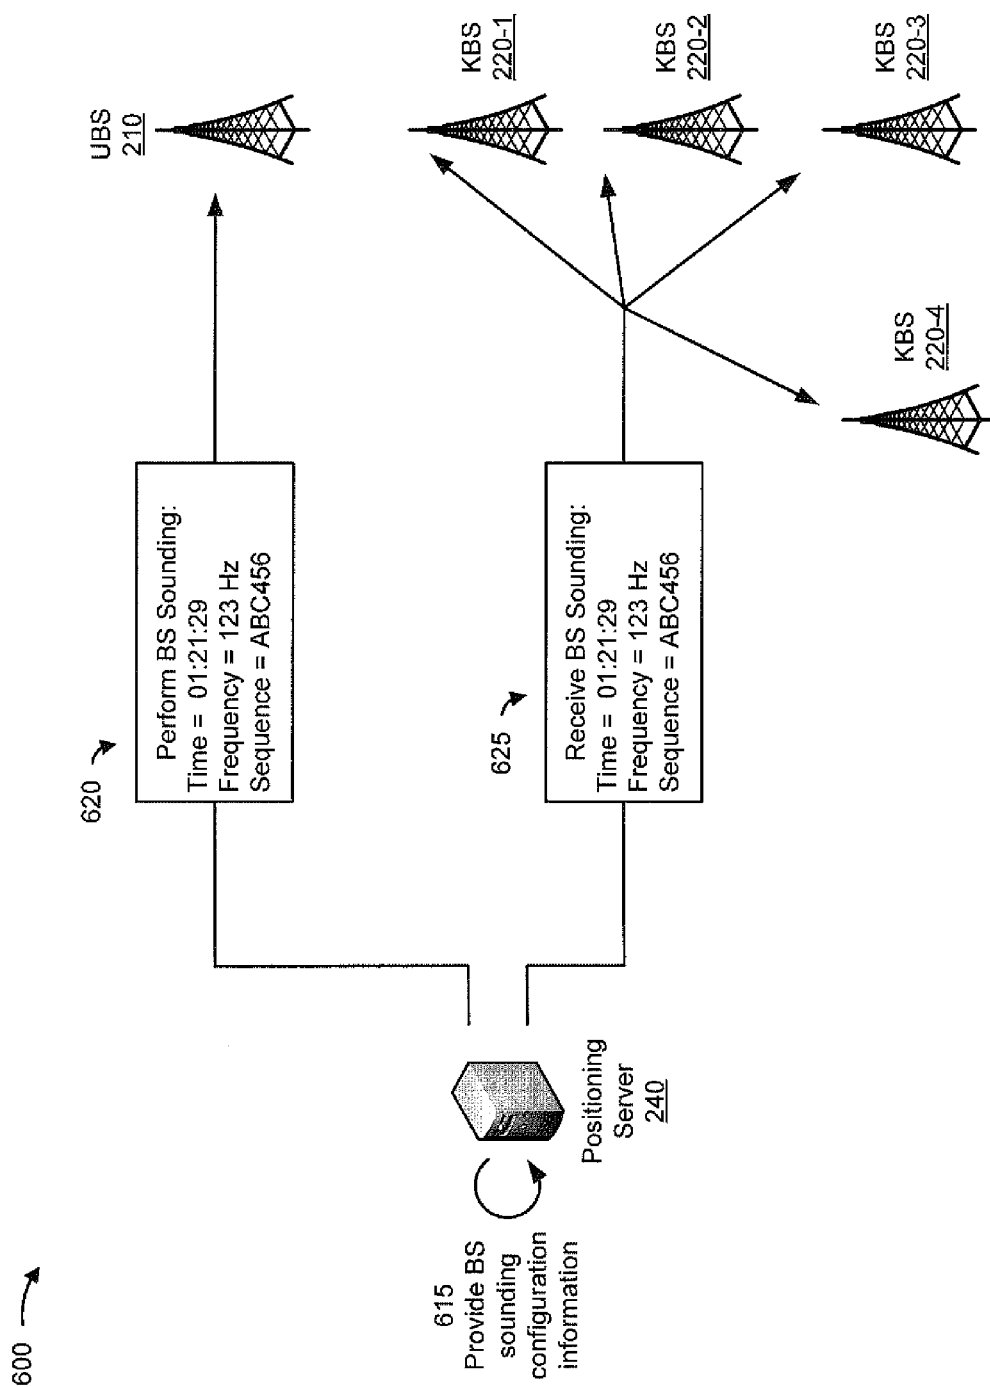 600
615
Provide BS
sounding
configuration
information
Positioning
Server
240
620
Perform BS Sounding:
Time = 01:21:29
Frequency = 123 Hz
Sequence = ABC456
625
Receive BS Sounding:
Time = 01:21:29
Frequency = 123 Hz
Sequence = ABC456
UBS
210
KBS
220-1
KBS
220-2
KBS
220-3
KBS
220-4